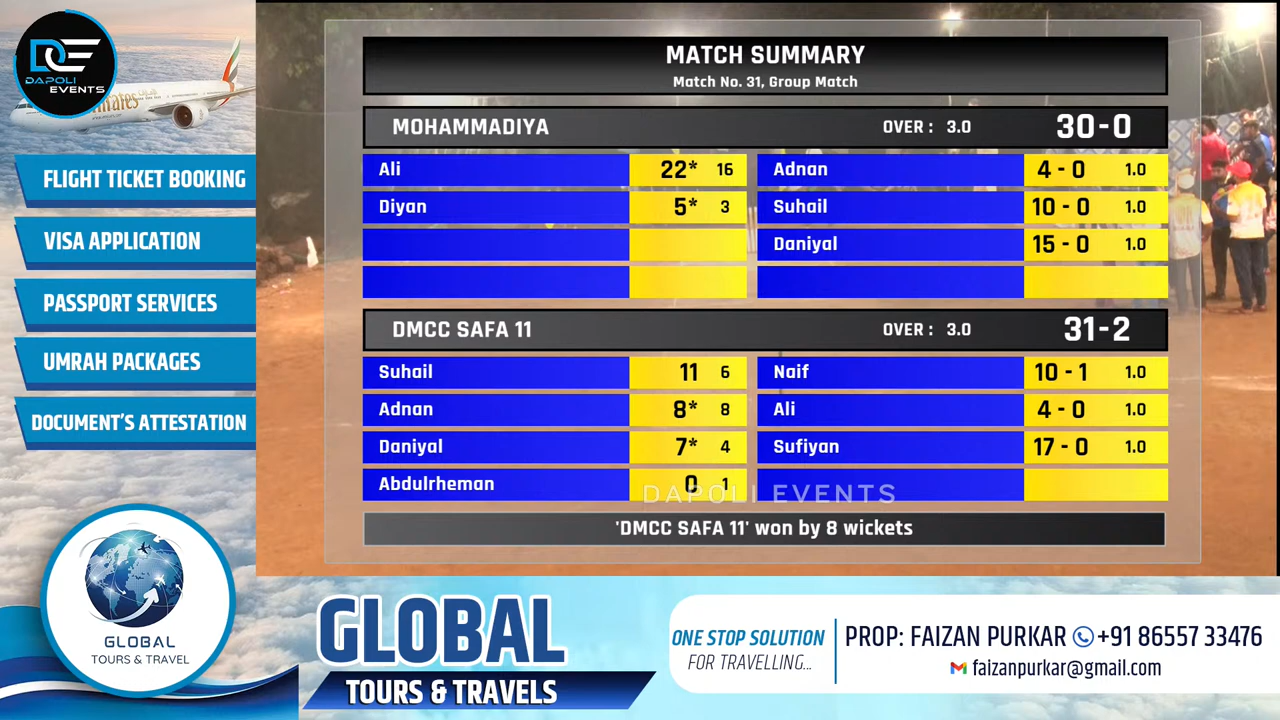 DE
DAPOLI
EVENTS
Emirates
FLIGHT TICKET BOOKING
VISA APPLICATION
PASSPORT SERVICES
UMRAH PACKAGES
DOCUMENT'S ATTESTATION
GLOBAL
TOURS & TRAVEL
MATCH SUMMARY
Match No. 31, Group Match
MOHAMMADIYA OVER : 3.0 30-0
Ali 22* 16 Adnan 4 - 0 1.0
Diyan 5* 3 Suhail 10 - 0 1.0
Daniyal 15 - 0 1.0
DMCC SAFA 11 OVER : 3.0 31-2
Suhail 11 6 Naif 10 - 1 1.0
Adnan 8* 8 Ali 4 - 0 1.0
Daniyal 7* 4 Sufiyan 17 - 0 1.0
Abdulrheman 0 1
DAPOLI EVENTS
'DMCC SAFA 11' won by 8 wickets
GLOBAL
TOURS & TRAVELS
ONE STOP SOLUTION
FOR TRAVELLING...
PROP: FAIZAN PURKAR +91 86557 33476
faizanpurkar@gmail.com